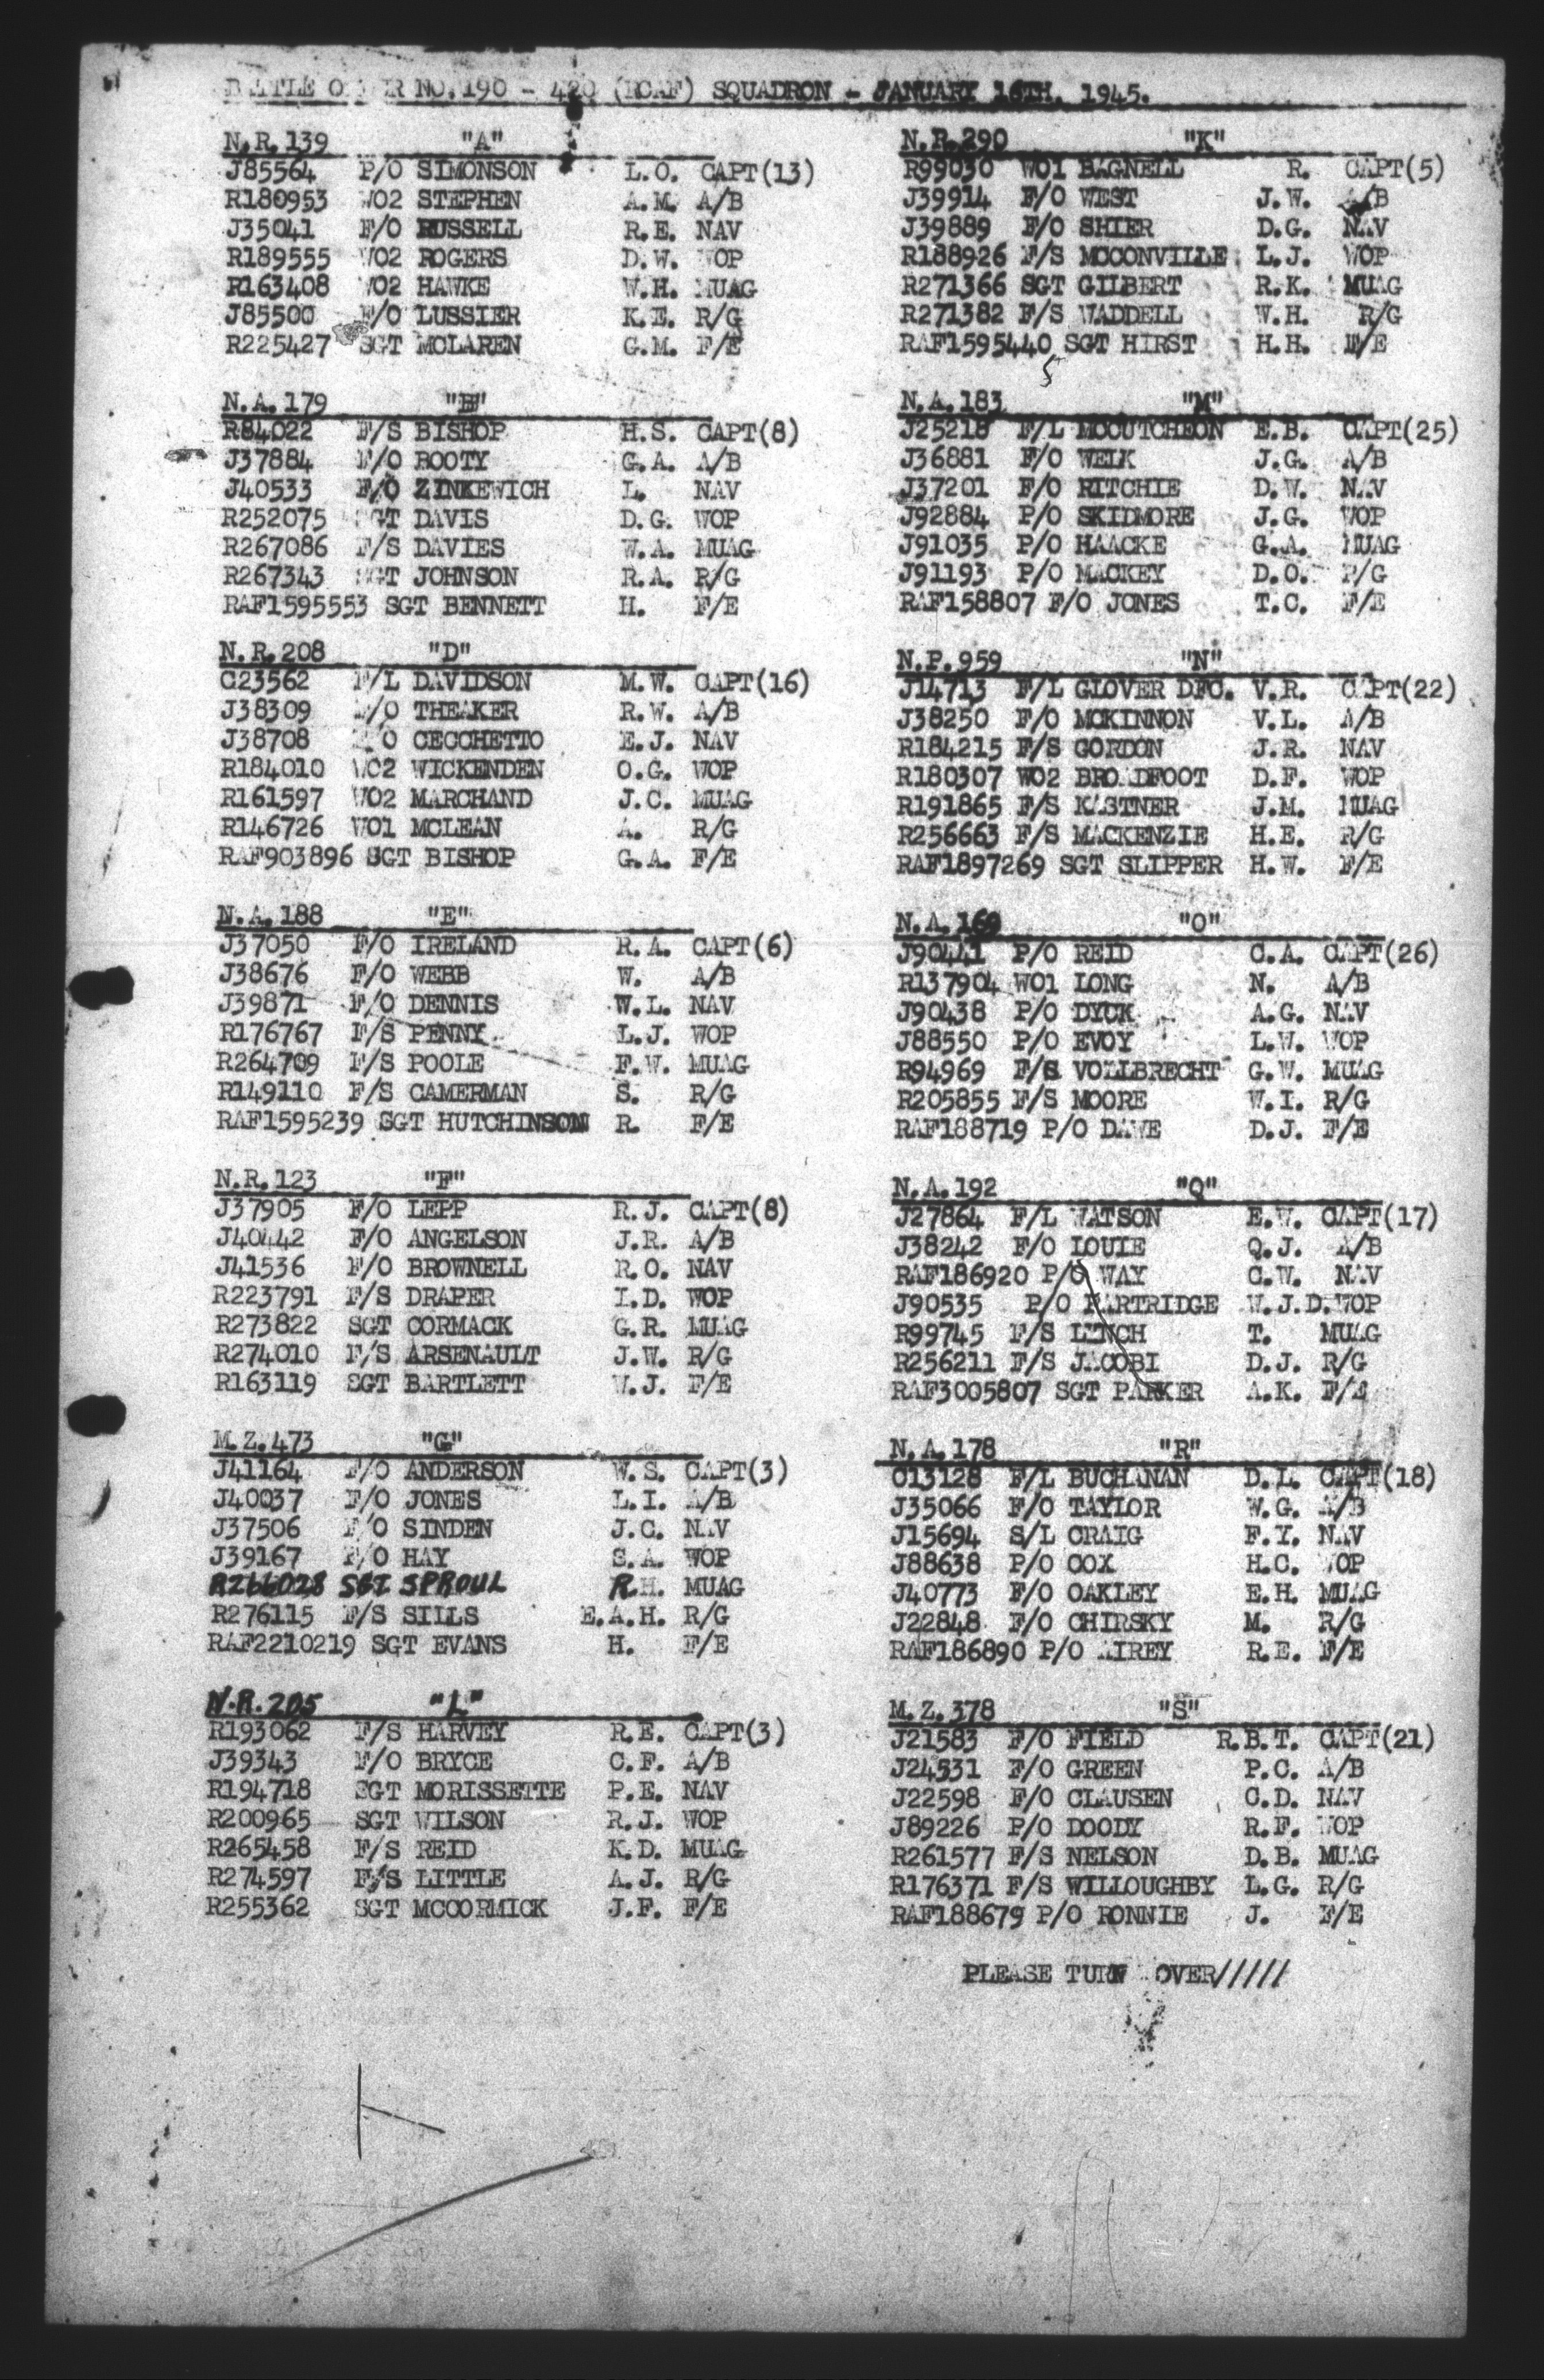 BATTLE ORDER NO.190 - 420 (RCAF) SQUADRON - JANUARY 16TH. 1945.
N.R.139 "A"
J85564 P/O SIMONSON L.O. CAPT(13)
R180953 WO2 STEPHEN A.M. A/B
J35041 F/O RUSSELL R.E. NAV
R189555 WO2 ROGERS D.W. WOP
R163408 WO2 HAWKE W.H. MUAG
J85500 F/O LUSSIER K.E. R/G
R225427 SGT MCLAREN G.M. F/E
N.A.179 "B"
R84022 F/S BISHOP H.S. CAPT(8)
J37884 F/O ROOTY G.A. A/B
J40533 F/O ZINKEWICH L. NAV
R252075 SGT DAVIS D.G. WOP
R267086 F/S DAVIES W.A. MUAG
R267343 SGT JOHNSON R.A. R/G
RAF1595553 SGT BENNETT H. F/E
N.R.208 "D"
C23562 F/L DAVIDSON M.W. CAPT(16)
J38309 F/O THEAKER R.W. A/B
J38708 F/O CECCHETTO E.J. NAV
R184010 WO2 WICKENDEN O.G. WOP
R161597 WO2 MARCHAND J.C. MUAG
R146726 WO1 MCLEAN A. R/G
RAF903896 SGT BISHOP G.A. F/E
N.A.188 "E"
J37050 F/O IRELAND R.A. CAPT(6)
J38676 F/O WEBB W. A/B
J39871 F/O DENNIS W.L. NAV
R176767 F/S PENNY L.J. WOP
R264709 F/S POOLE F.W. MUAG
R149110 F/S CAMERMAN S. R/G
RAF1595239 SGT HUTCHINSON R. F/E
N.R.123 "F"
J37905 F/O LEPP R.J. CAPT(8)
J40442 F/O ANGELSON J.R. A/B
J41536 F/O BROWNELL R.O. NAV
R223791 F/S DRAPER I.D. WOP
R273822 SGT CORMACK G.R. MUAG
R274010 F/S ARSENAULT J.W. R/G
R163119 SGT BARTLETT W.J. F/E
M.Z.473 "G"
J41164 F/O ANDERSON W.S. CAPT(3)
J40037 F/O JONES L.I. A/B
J37506 F/O SINDEN J.C. NAV
J39167 F/O HAY S.A. WOP
R266028 SGT SPROUL R.H. MUAG
R276115 F/S SILLS E.A.H. R/G
RAF2210219 SGT EVANS H. F/E
N.R.205 "L"
R193062 F/S HARVEY R.E. CAPT(3)
J39343 F/O BRYCE C.F. A/B
R194718 SGT MORISSETTE P.E. NAV
R200965 SGT WILSON R.J. WOP
R265458 F/S REID K.D. MUAG
R274597 F/S LITTLE A.J. R/G
R255362 SGT MCCORMICK J.F. F/E
N.R.290 "K"
R99030 WO1 BAGNELL R. CAPT(5)
J39914 F/O WEST J.W. A/B
J39889 F/O SHIER D.G. NAV
R188926 F/S MCCONVILLE L.J. WOP
R271366 SGT GILBERT R.K. MUAG
R271382 F/S WADDELL W.H. R/G
RAF1595440 SGT HIRST H.H. F/E
5
N.A.183 "M"
J25218 F/L MCCUTCHEON E.B. CAPT(25)
J36881 F/O WELK J.G. A/B
J37201 F/O RITCHIE D.W. NAV
J92884 P/O SKIDMORE J.G. WOP
J91035 P/O HAACKE G.A. MUAG
J91193 P/O MACKEY D.O. R/G
RAF158807 F/O JONES T.C. F/E
N.P.959 "N"
J14713 F/L GLOVER DFC. V.R. CAPT(22)
J38250 F/O MCKINNON V.L. A/B
R184215 F/S GORDON J.R. NAV
R180307 WO2 BROADFOOT D.F. WOP
R191865 F/S KASTNER J.M. MUAG
R256663 F/S MACKENZIE H.E. R/G
RAF1897269 SGT SLIPPER H.W. F/E
N.A.169 "O"
J90441 P/O REID C.A. CAPT(26)
R137904 WO1 LONG N. A/B
J90438 P/O DYCK A.G. NAV
J88550 P/O EVOY L.W. WOP
R94969 F/S VOLLBRECHT G.W. MUAG
R205855 F/S MOORE W.I. R/G
RAF188719 P/O DAWE D.J. F/E
N.A.192 "Q"
J27864 F/L WATSON E.W. CAPT(17)
J38242 F/O LOUIE Q.J. A/B
RAF186920 P/O WAY C.W. NAV
J90535 P/O PARTRIDGE W.J.D. WOP
R99745 F/S LYNCH T. MUAG
R256211 F/S JACOBI D.J. R/G
RAF3005807 SGT PARKER A.K. F/E
N.A.178 "R"
C13128 F/L BUCHANAN D.L. CAPT(18)
J35066 F/O TAYLOR W.G. A/B
J15694 S/L CRAIG F.Y. NAV
J88638 P/O COX H.C. WOP
J40773 F/O OAKLEY E.H. MUAG
J22848 F/O CHIRSKY M. R/G
RAF186890 P/O AIREY R.E. F/E
M.Z.378 "S"
J21583 F/O FIELD R.B.T. CAPT(21)
J24531 F/O GREEN P.C. A/B
J22598 F/O CLAUSEN C.D. NAV
J89226 P/O DOODY R.F. WOP
R261577 F/S NELSON D.B. MUAG
R176371 F/S WILLOUGHBY L.G. R/G
RAF188679 P/O RONNIE J. F/E
PLEASE TURN OVER/////